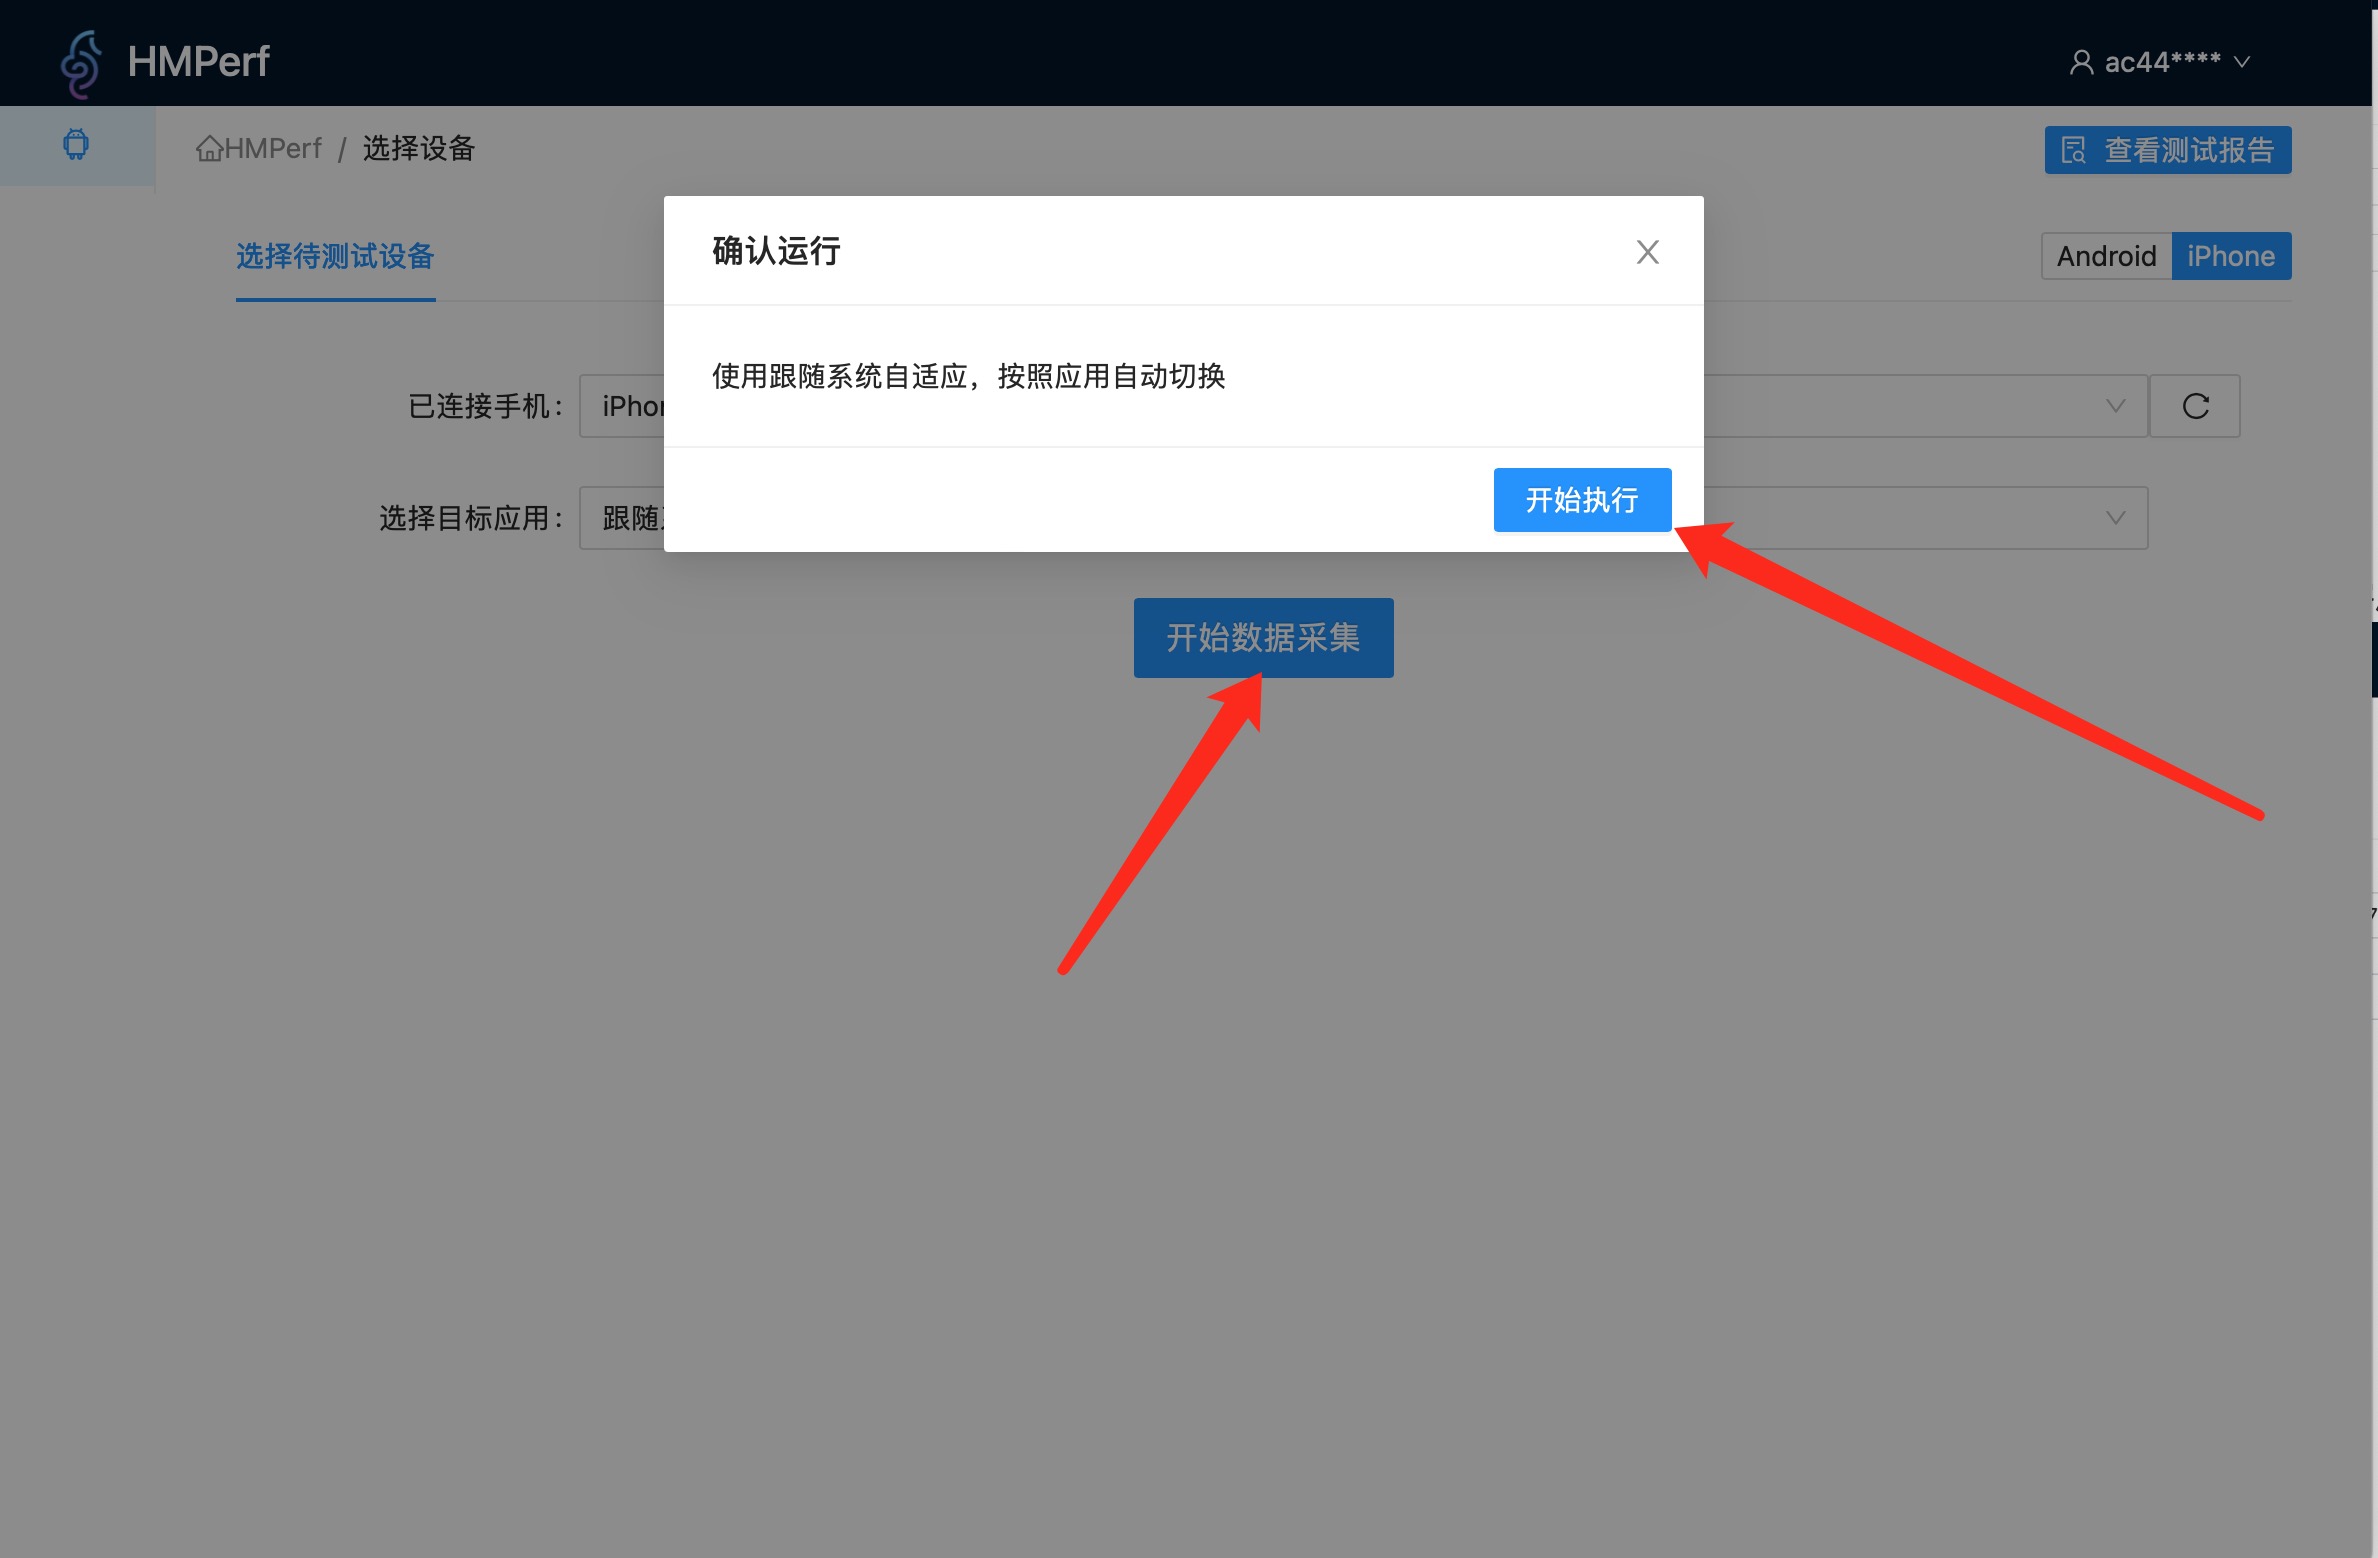 HMPerf
ac44****
HMPerf / 选择设备
查看测试报告
选择待测试设备
Android
iPhone
确认运行
使用跟随系统自适应，按照应用自动切换
开始执行
已连接手机：
选择目标应用：
跟随
开始数据采集